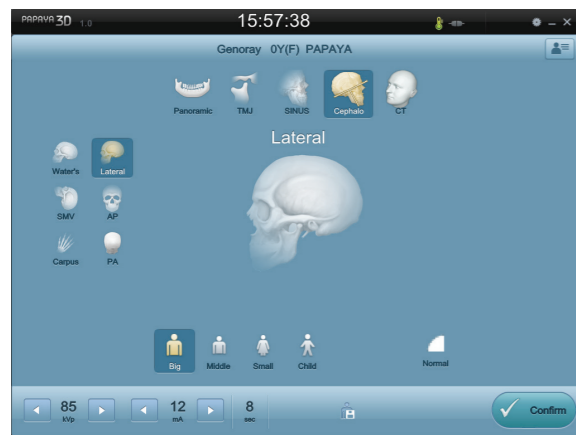 PAPAYA 3D 1.0 15:57:38
Genoray 0Y(F) PAPAYA
Panoramic TMJ SINUS Cephalo CT
Lateral
Water's Lateral
SMV AP
Carpus PA
Big Middle Small Child Normal
85 kVp 12 mA 8 sec Confirm